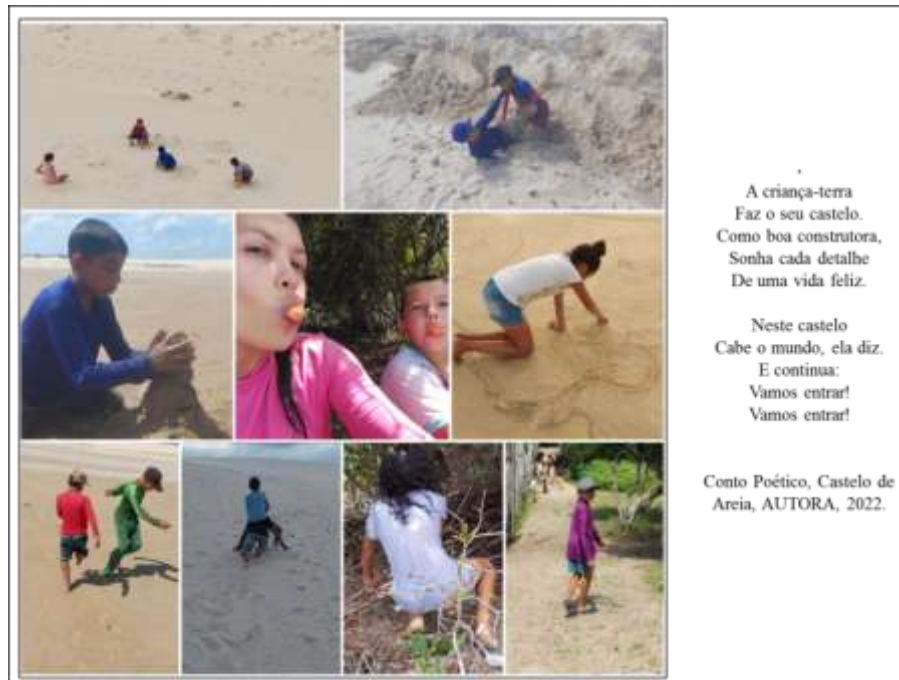 .
A criança-terra
Faz o seu castelo.
Como boa construtora,
Sonha cada detalhe
De uma vida feliz.
Neste castelo
Cabe o mundo, ela diz.
E continua:
Vamos entrar!
Vamos entrar!
Conto Poético, Castelo de
Areia, AUTORA, 2022.